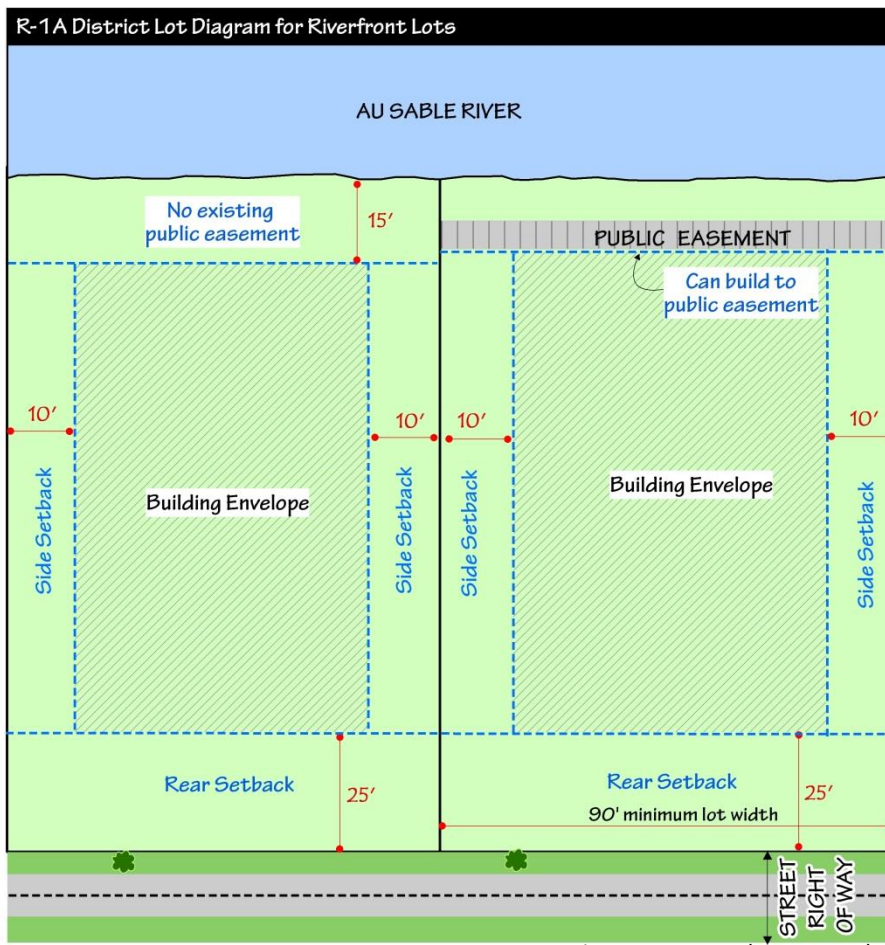 R-1A District Lot Diagram for Riverfront Lots
AU SABLE RIVER
No existing
public easement
15'
PUBLIC EASEMENT
Can build to
public easement
10'
10'
10'
10'
Side Setback
Building Envelope
Side Setback
Side Setback
Building Envelope
Side Setback
Rear Setback
25'
Rear Setback
25'
90' minimum lot width
STREET
RIGHT
OF WAY